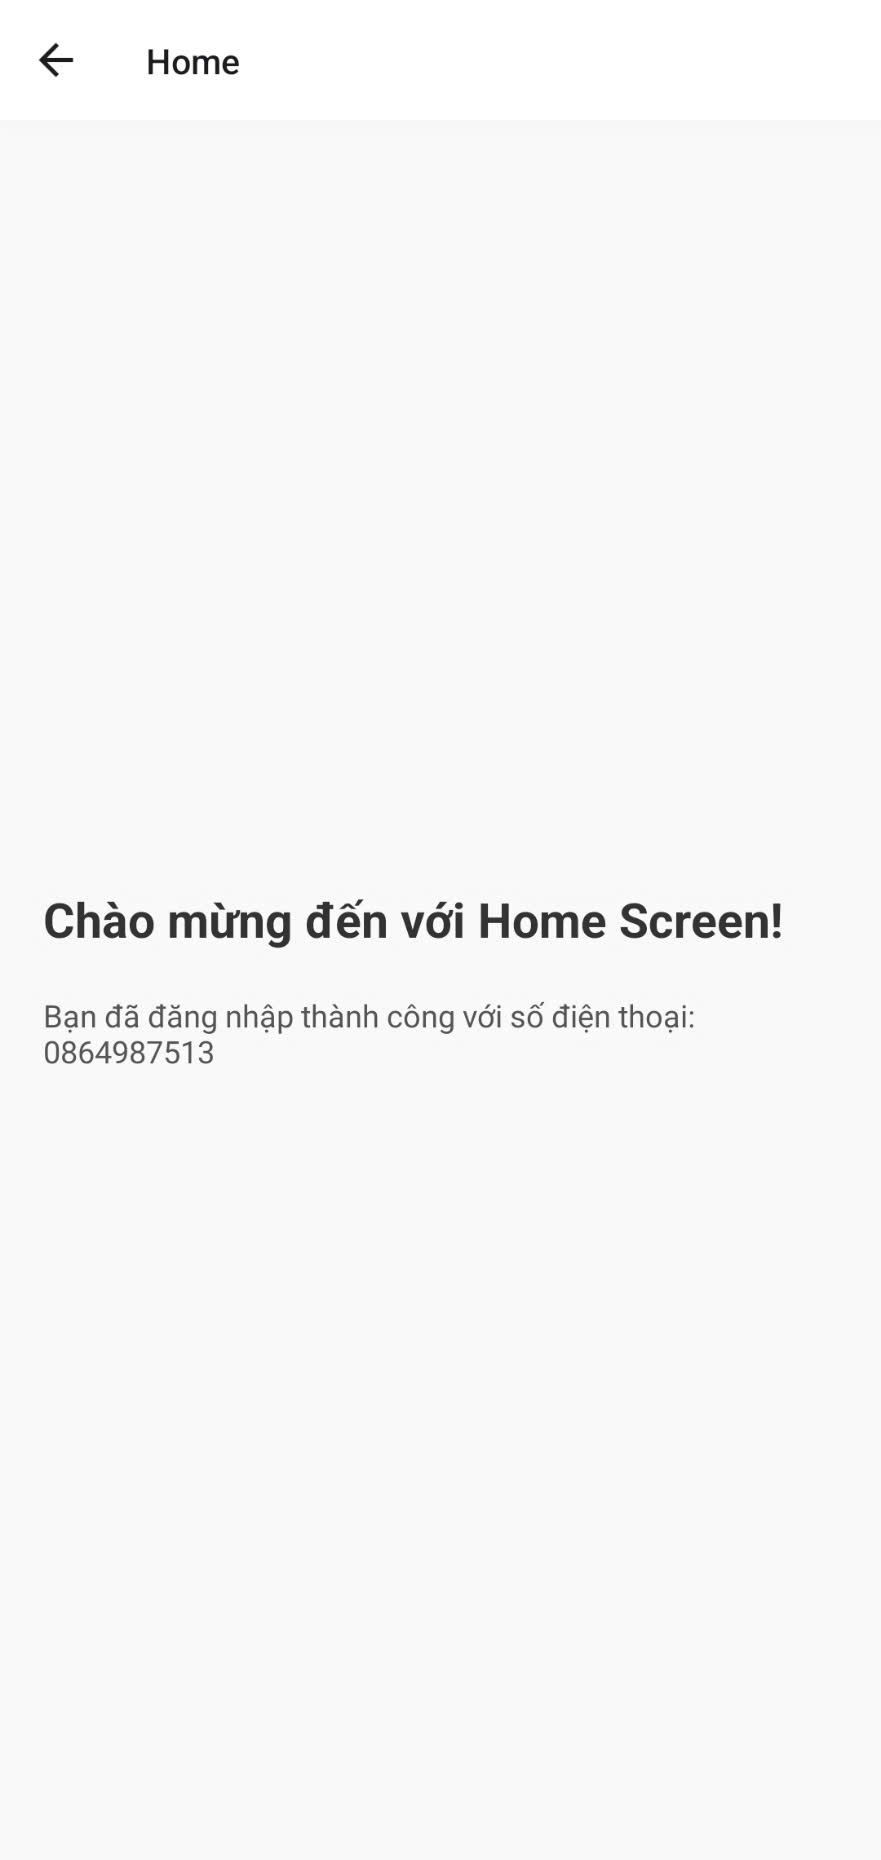 Home
Chào mừng đến với Home Screen!
Bạn đã đăng nhập thành công với số điện thoại:
0864987513